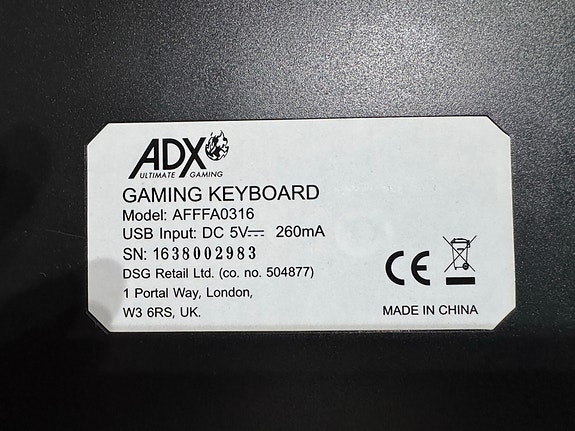 ADX
ULTIMATE GAMING
GAMING KEYBOARD
Model: AFFFA0316
USB Input: DC 5V⎓ 260mA
SN: 1638002983
DSG Retail Ltd. (co. no. 504877)
1 Portal Way, London,
W3 6RS, UK.
CE
MADE IN CHINA